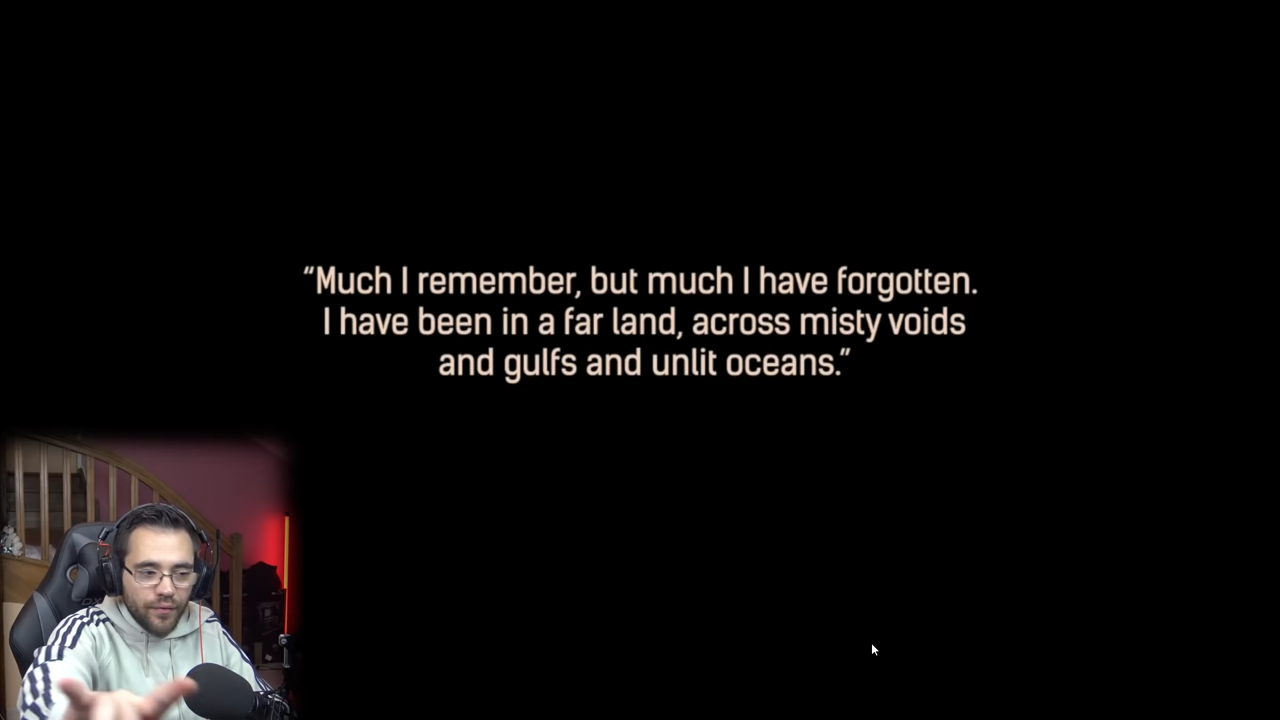 “Much I remember, but much I have forgotten.
I have been in a far land, across misty voids
and gulfs and unlit oceans.”